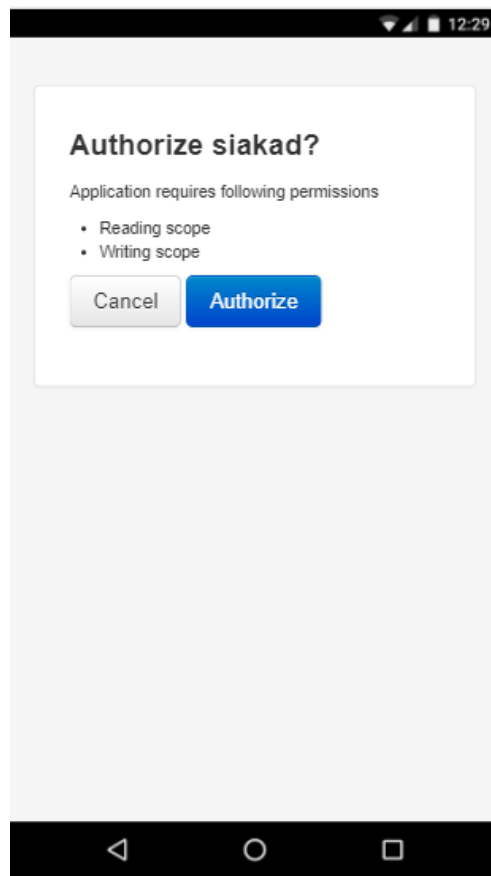 12:29
Authorize siakad?
Application requires following permissions
• Reading scope
• Writing scope
Cancel Authorize